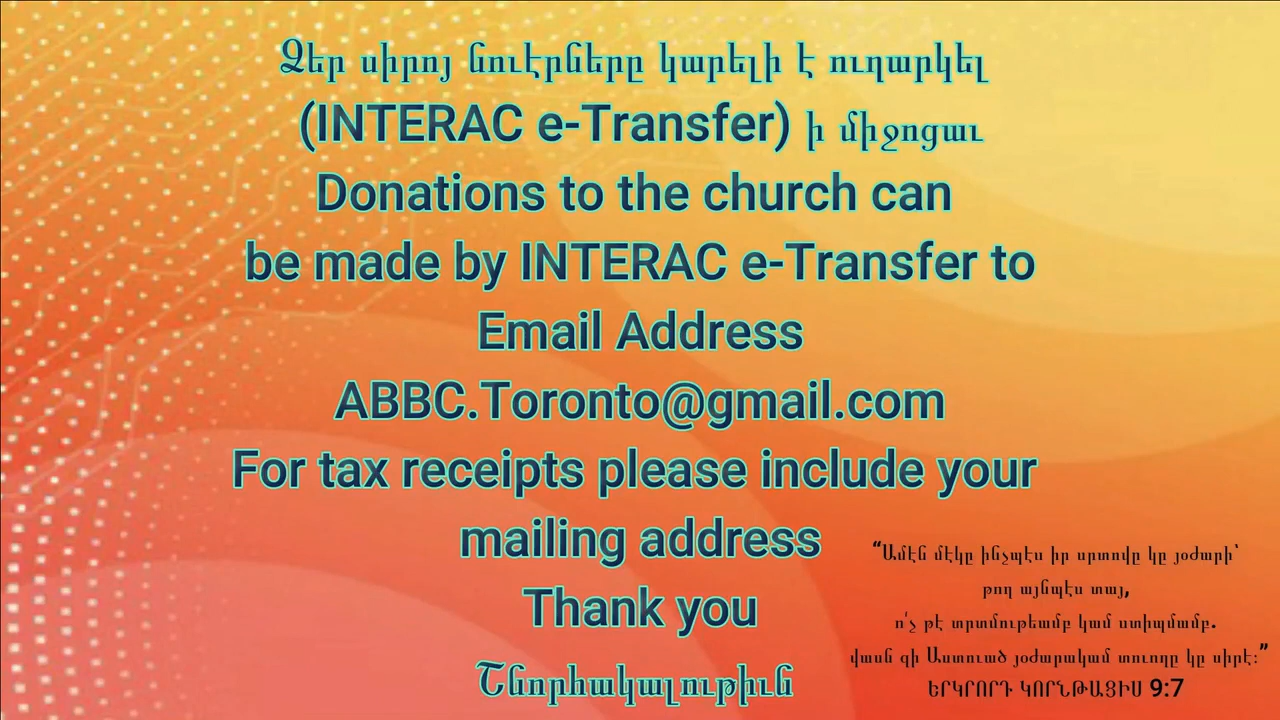 Ձեր սիրոյ նուէրները կարելի է ուղարկել
(INTERAC e-Transfer) ի միջոցաւ
Donations to the church can
be made by INTERAC e-Transfer to
Email Address
ABBC.Toronto@gmail.com
For tax receipts please include your
mailing address
Thank you
Շնորհակալութիւն
“Ամէն մէկը ինչպէս իր սրտովը կը յօժարի՝
թող այնպէս տայ,
ո՛չ թէ տրտմութեամբ կամ ստիպմամբ.
վասն զի Աստուած յօժարակամ տուողը կը սիրէ։”
ԵՐԿՐՈՐԴ ԿՈՐՆԹԱՑԻՍ 9:7